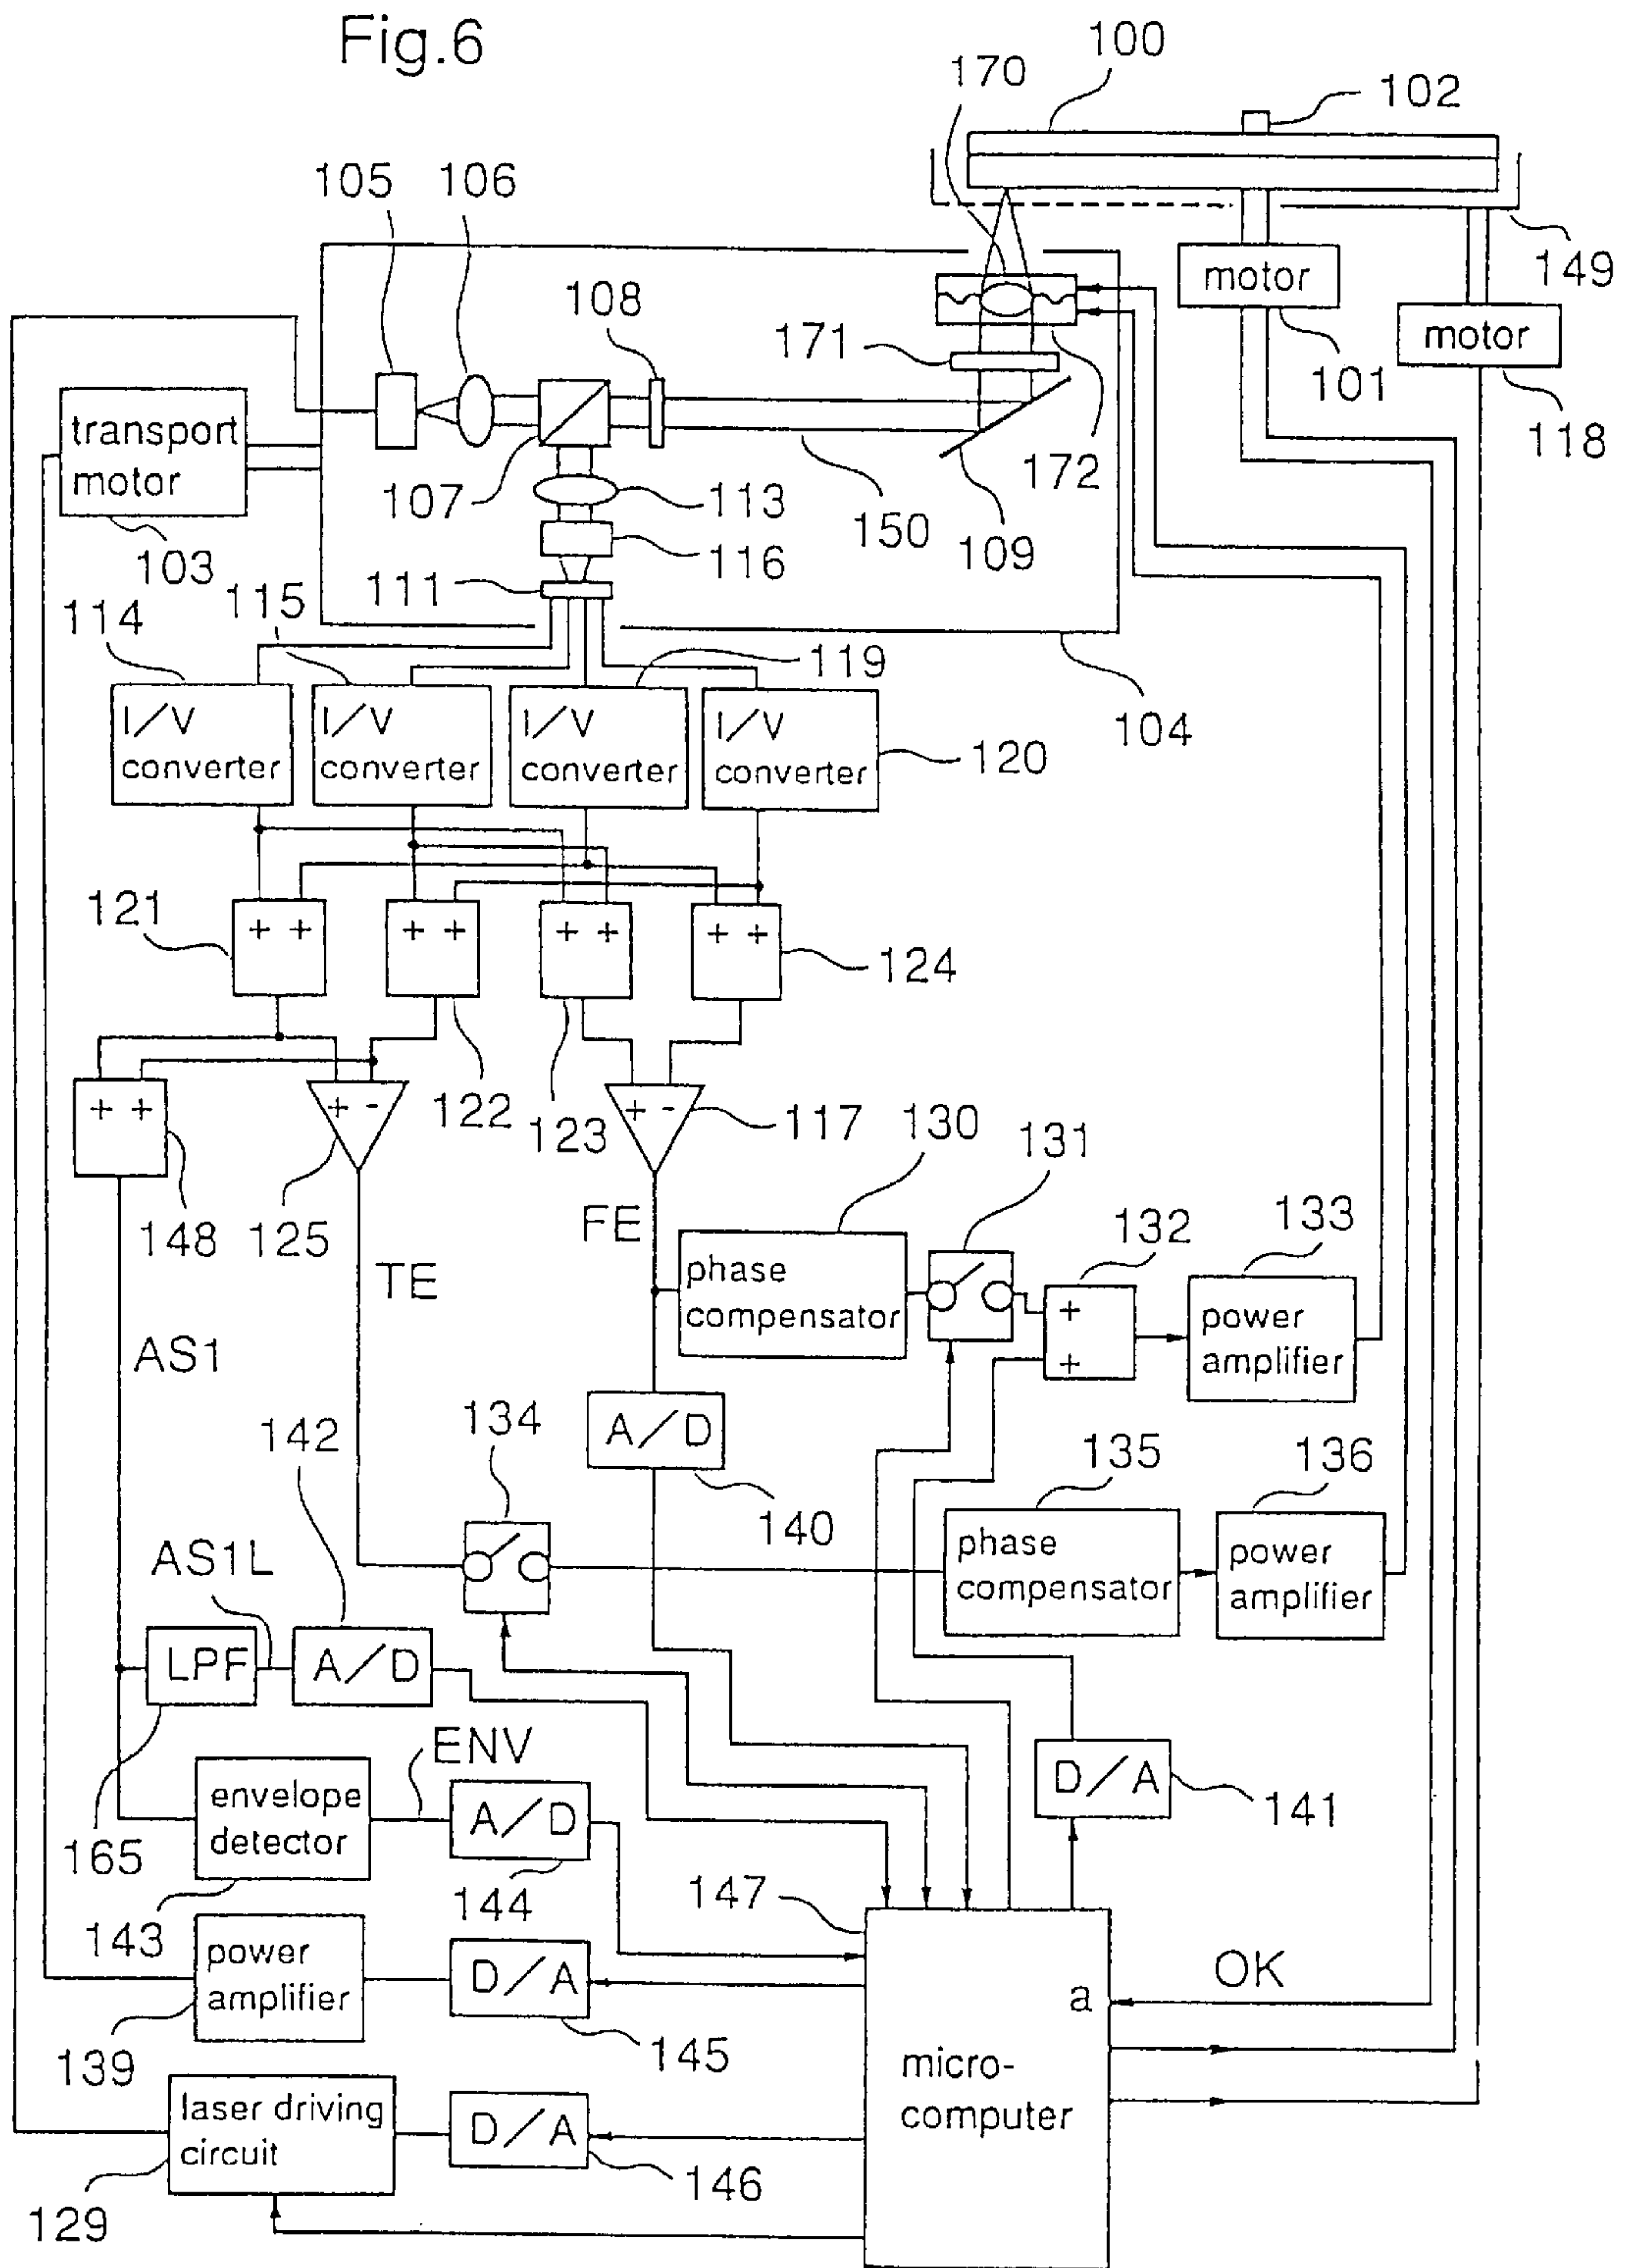 Fig.6
100
170
102
105 106
149
motor
108
motor
171
101
transport
motor
118
172
107
113
150
109
103
116
111
115
114
119
104
I/V
converter
I/V
converter
I/V
converter
I/V
converter
120
121
+ +
+ +
+ +
+ +
124
122
123
+ +
+ -
+ -
117
130
131
148
125
FE
132
133
TE
phase
compensator
+
+
power
amplifier
AS1
134
142
A/D
135
136
140
phase
compensator
power
amplifier
AS1L
LPF
A/D
ENV
D/A
141
envelope
detector
A/D
165
144
147
143
power
amplifier
D/A
OK
a
139
145
micro-
computer
laser driving
circuit
D/A
146
129